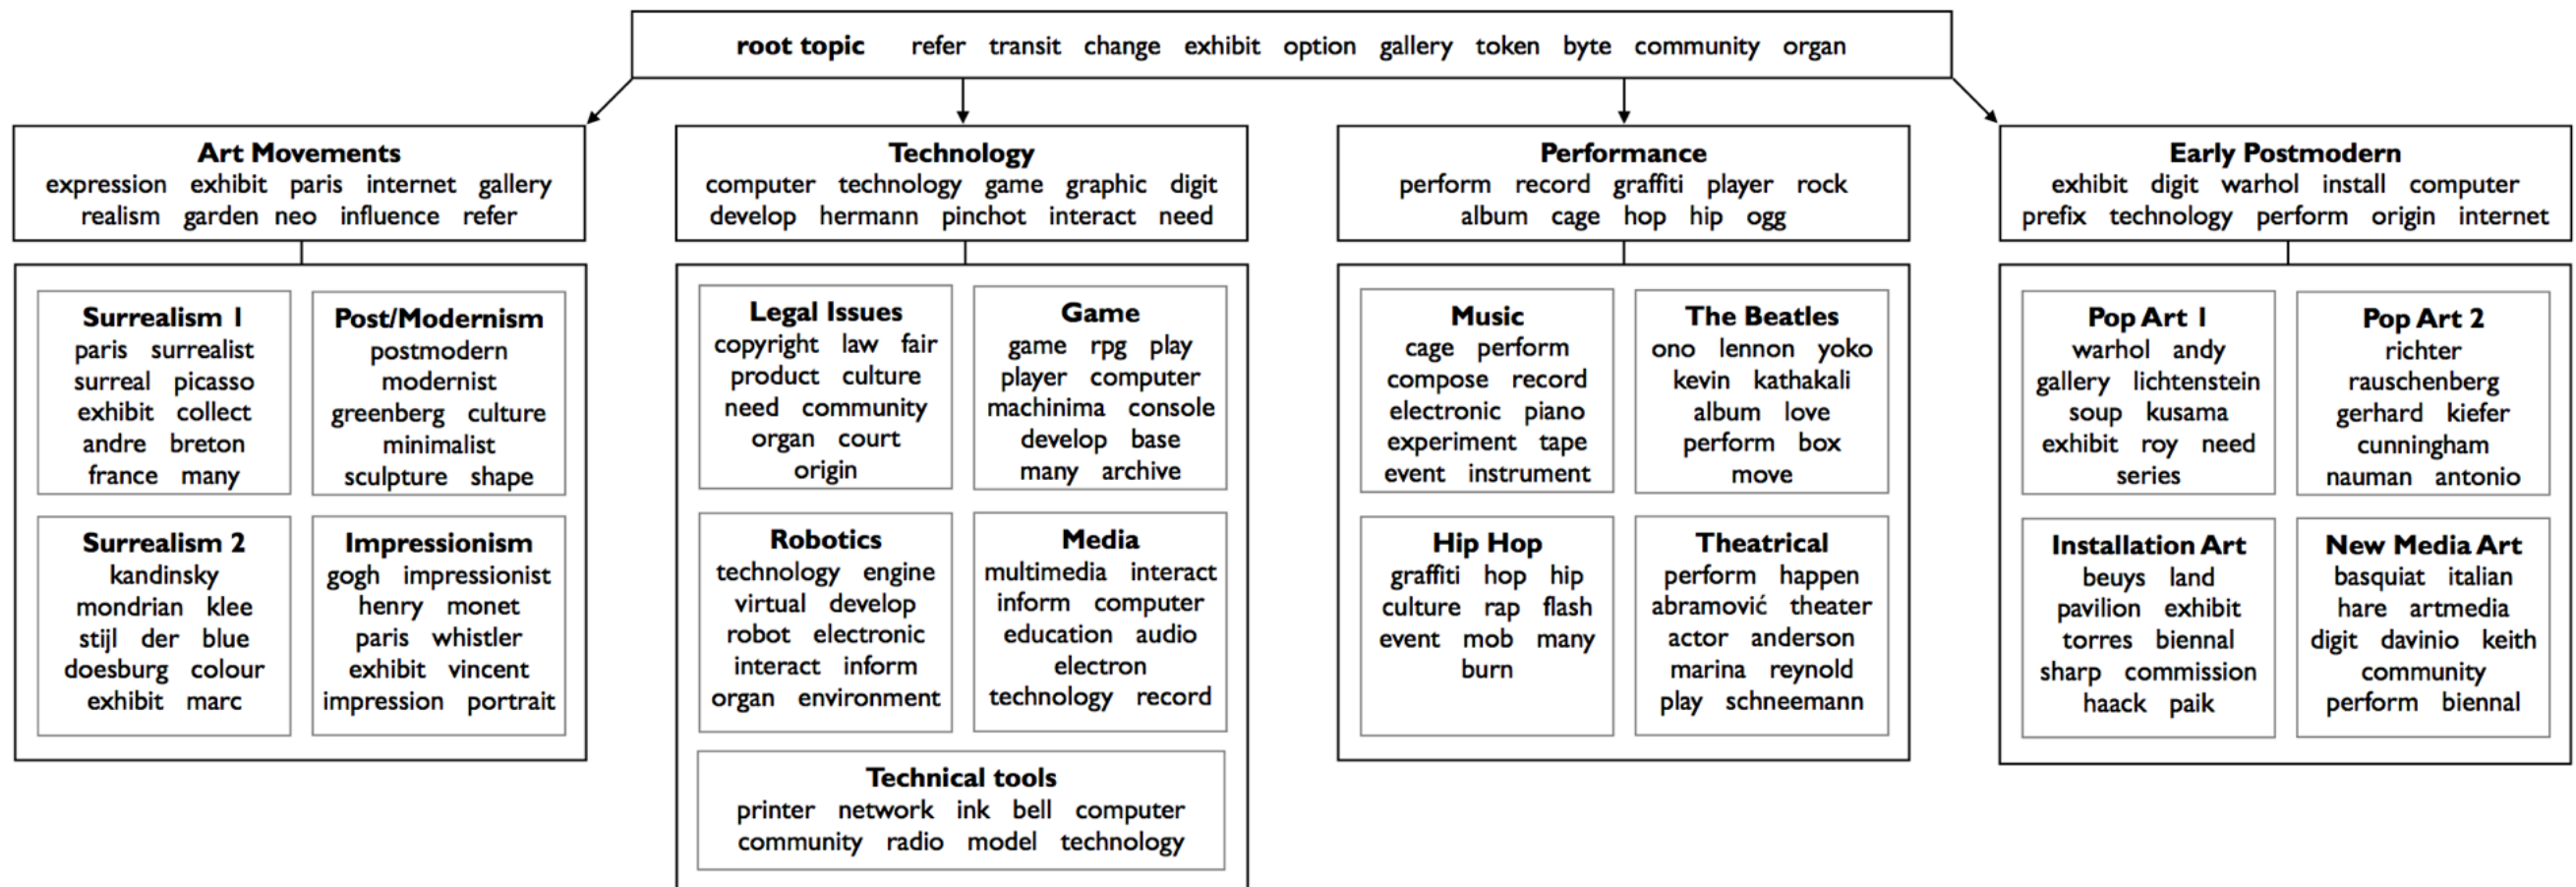 root topic refer transit change exhibit option gallery token byte community organ
Art Movements
expression exhibit paris internet gallery
realism garden neo influence refer
Surrealism 1
paris surrealist
surreal picasso
exhibit collect
andre breton
france many
Post/Modernism
postmodern
modernist
greenberg culture
minimalist
sculpture shape
Surrealism 2
kandinsky
mondrian klee
stijl der blue
doesburg colour
exhibit marc
Impressionism
gogh impressionist
henry monet
paris whistler
exhibit vincent
impression portrait
Technology
computer technology game graphic digit
develop hermann pinchot interact need
Legal Issues
copyright law fair
product culture
need community
organ court
origin
Game
game rpg play
player computer
machinima console
develop base
many archive
Robotics
technology engine
virtual develop
robot electronic
interact inform
organ environment
Media
multimedia interact
inform computer
education audio
electron
technology record
Technical tools
printer network ink bell computer
community radio model technology
Performance
perform record graffiti player rock
album cage hop hip ogg
Music
cage perform
compose record
electronic piano
experiment tape
event instrument
The Beatles
ono lennon yoko
kevin kathakali
album love
perform box
move
Hip Hop
graffiti hop hip
culture rap flash
event mob many
burn
Theatrical
perform happen
abramović theater
actor anderson
marina reynold
play schneemann
Early Postmodern
exhibit digit warhol install computer
prefix technology perform origin internet
Pop Art 1
warhol andy
gallery lichtenstein
soup kusama
exhibit roy need
series
Pop Art 2
richter
rauschenberg
gerhard kiefer
cunningham
nauman antonio
Installation Art
beuys land
pavilion exhibit
torres biennal
sharp commission
haack paik
New Media Art
basquiat italian
hare artmedia
digit davinio keith
community
perform biennal